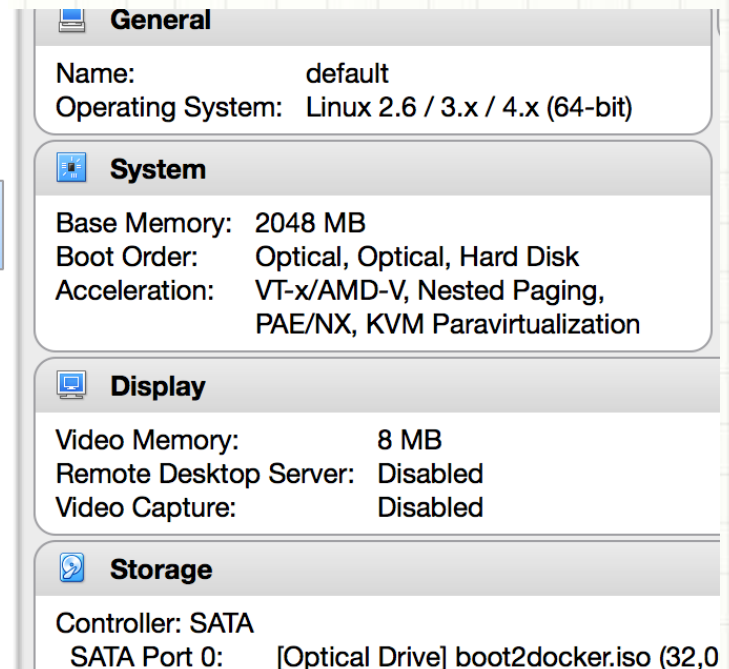 General
Name: default
Operating System: Linux 2.6 / 3.x / 4.x (64-bit)
System
Base Memory: 2048 MB
Boot Order: Optical, Optical, Hard Disk
Acceleration: VT-x/AMD-V, Nested Paging,
PAE/NX, KVM Paravirtualization
Display
Video Memory: 8 MB
Remote Desktop Server: Disabled
Video Capture: Disabled
Storage
Controller: SATA
SATA Port 0: [Optical Drive] boot2docker.iso (32,0